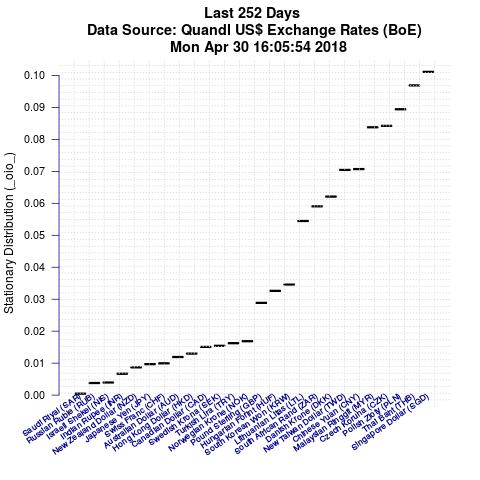 Last 252 Days
Data Source: Quandl US$ Exchange Rates (BoE)
Mon Apr 30 16:05:54 2018
Stationary Distribution (_oio_)
0.10
0.09
0.08
0.07
0.06
0.05
0.04
0.03
0.02
0.01
0.00
Saudi Riyal (SAR)
Russian Ruble (RUB)
Israeli Shekel (NIS)
Indian Rupee (INR)
New Zealand Dollar (NZD)
Japanese Yen (JPY)
Swiss Franc (CHF)
Australian Dollar (AUD)
Hong Kong Dollar (HKD)
Canadian Dollar (CAD)
Swedish Krona (SEK)
Turkish Lira (TRY)
Norwegian Krone (NOK)
Pound Sterling (GBP)
Hungarian Forint (HUF)
South Korean Won (KRW)
Lithuanian Litas (LTL)
South African Rand (ZAR)
Danish Krone (DKK)
New Taiwan Dollar (TWD)
Chinese Yuan (CNY)
Malaysian Ringgit (MYR)
Czech Koruna (CZK)
Polish Zloty (PLN)
Thai Baht (THB)
Singapore Dollar (SGD)